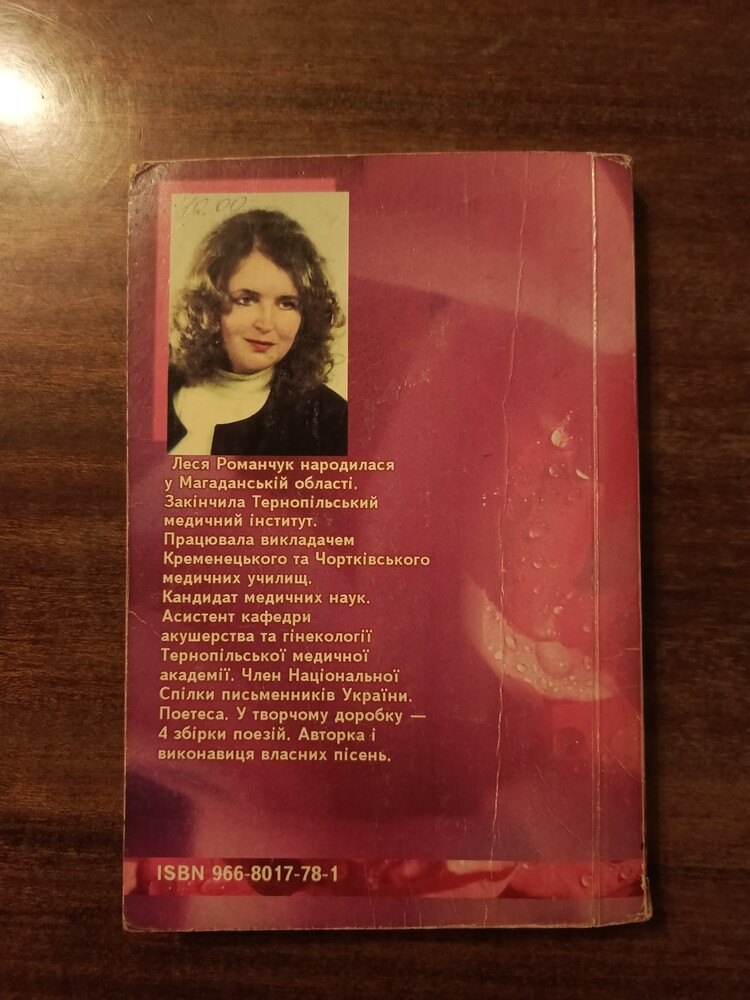 40.00
Леся Романчук народилася
у Магаданській області.
Закінчила Тернопільський
медичний інститут.
Працювала викладачем
Кременецького та Чортківського
медичних училищ.
Кандидат медичних наук.
Асистент кафедри
акушерства та гінекології
Тернопільської медичної
академії. Член Національної
Спілки письменників України.
Поетеса. У творчому доробку —
4 збірки поезій. Авторка і
виконавиця власних пісень.
ISBN 966-8017-78-1